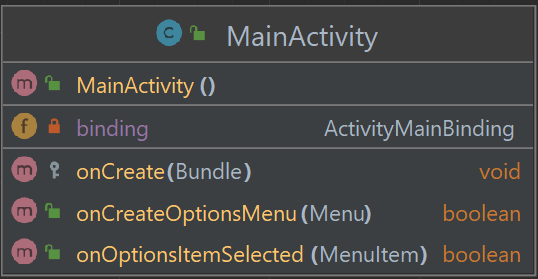 C MainActivity
m MainActivity()
f binding ActivityMainBinding
m onCreate(Bundle) void
m onCreateOptionsMenu(Menu) boolean
m onOptionsItemSelected(MenuItem) boolean